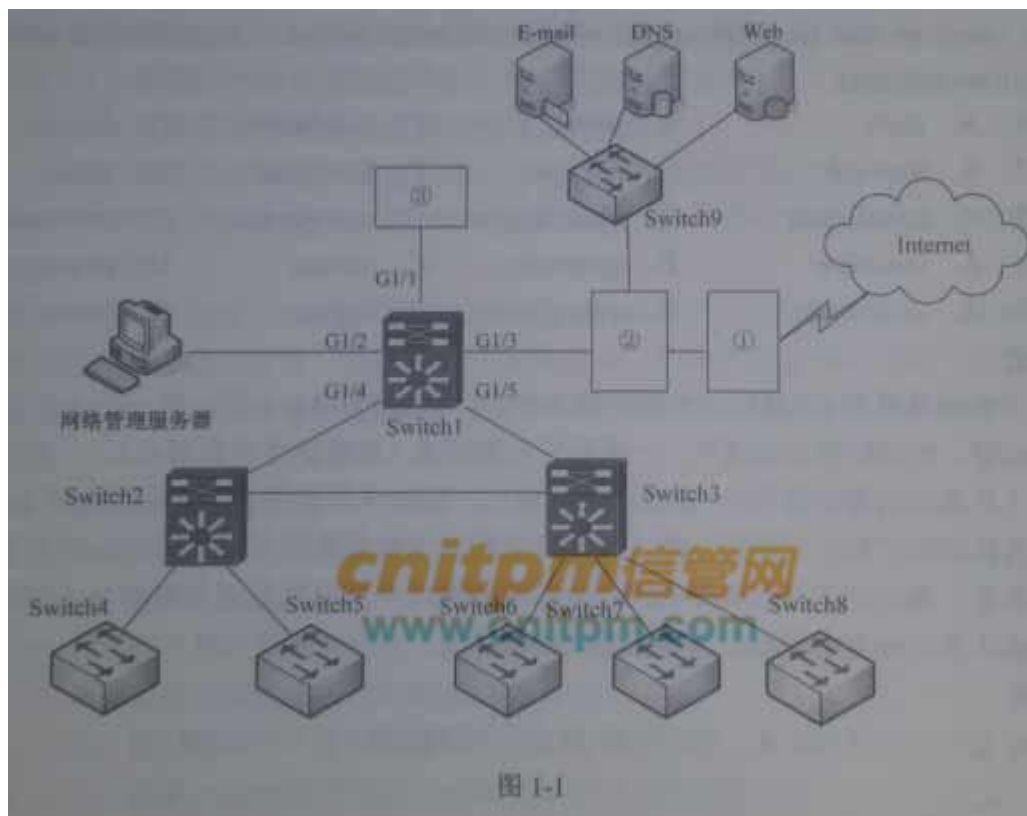 E-mail
DNS
Web
③
Switch9
Internet
G1/1
G1/2
G1/3
②
①
G1/4
G1/5
网络管理服务器
Switch1
Switch2
Switch3
cnitpm信管网
www.cnitpm.com
Switch4
Switch5
Switch6
Switch7
Switch8
图 1-1